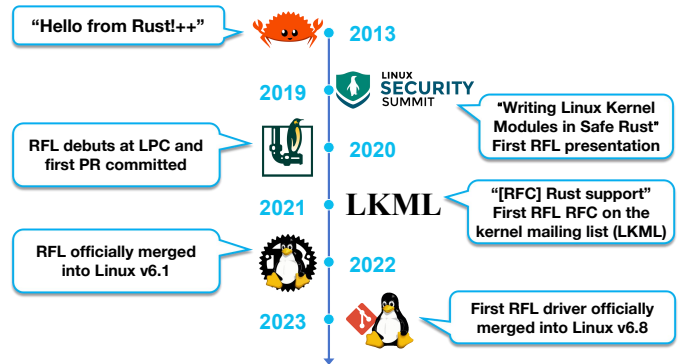 “Hello from Rust!++”
2013
2019
LINUX
SECURITY
SUMMIT
"Writing Linux Kernel
Modules in Safe Rust"
First RFL presentation
RFL debuts at LPC and
first PR committed
2020
2021
LKML
“[RFC] Rust support”
First RFL RFC on the
kernel mailing list (LKML)
RFL officially merged
into Linux v6.1
2022
2023
First RFL driver officially
merged into Linux v6.8